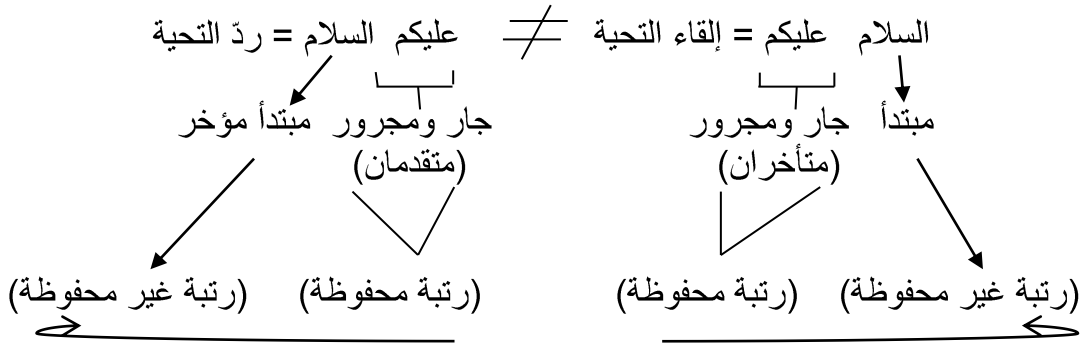 السلام عليكم = إلقاء التحية ≠ عليكم السلام = ردّ التحية
مبتدأ جار ومجرور جار ومجرور مبتدأ مؤخر
(متأخران) (متقدمان)
(رتبة غير محفوظة) (رتبة محفوظة) (رتبة محفوظة) (رتبة غير محفوظة)